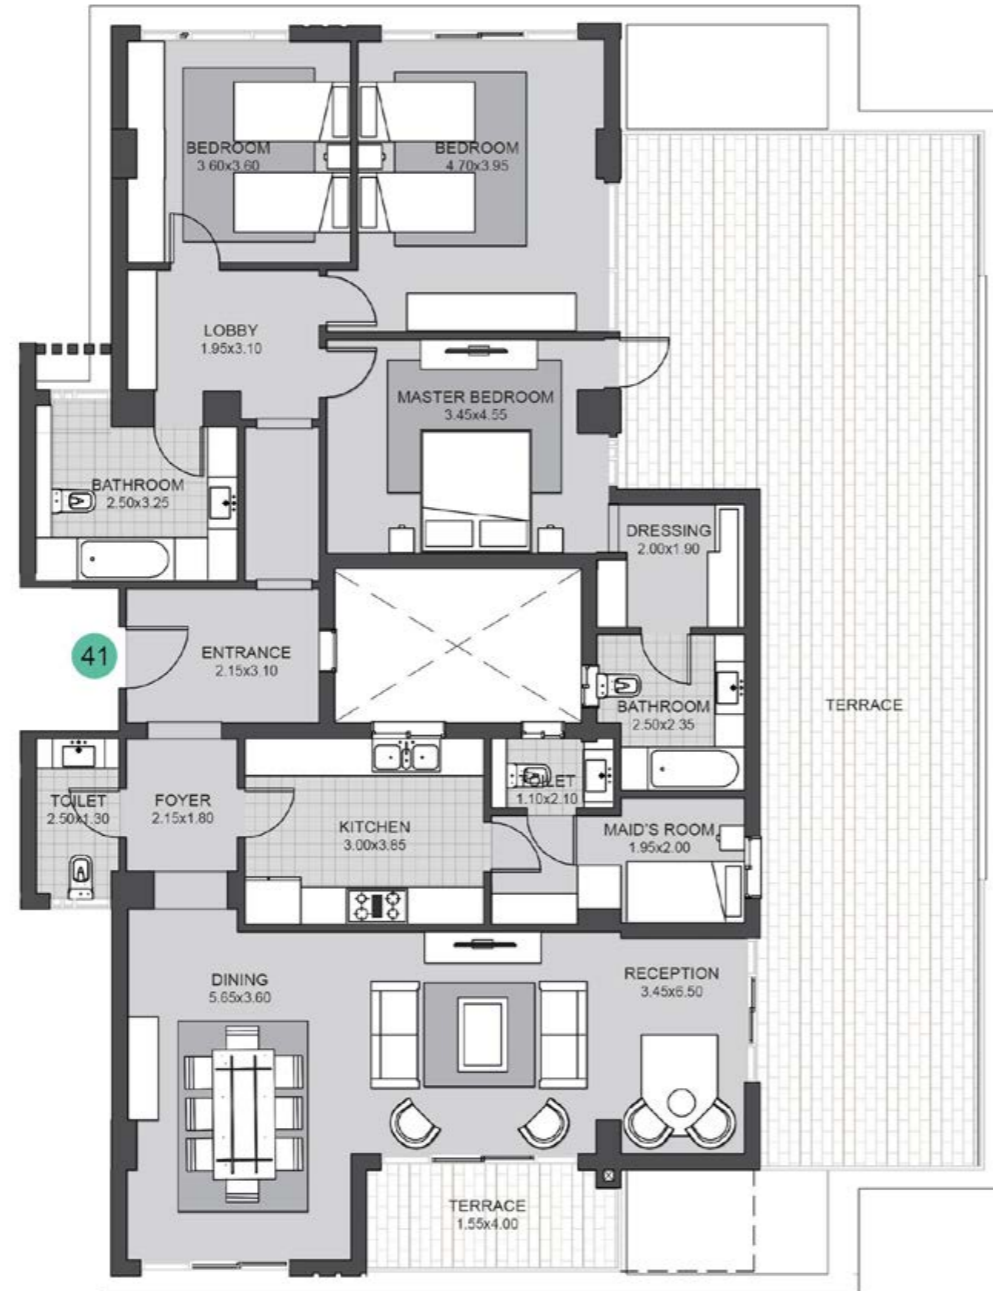 BEDROOM
3.60x3.60
BEDROOM
4.70x3.95
LOBBY
1.95x3.10
MASTER BEDROOM
3.45x4.55
BATHROOM
2.50x3.25
DRESSING
2.00x1.90
41
ENTRANCE
2.15x3.10
BATHROOM
2.50x2.35
TERRACE
TOILET
2.50x1.30
FOYER
2.15x1.80
KITCHEN
3.00x3.85
TOILET
1.10x2.10
MAID'S ROOM
1.95x2.00
DINING
5.65x3.60
RECEPTION
3.45x6.50
TERRACE
1.55x4.00